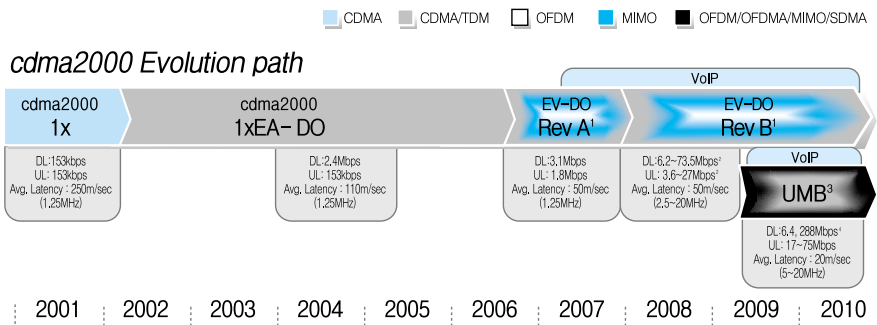 CDMA CDMA/TDM OFDM MIMO OFDM/OFDMA/MIMO/SDMA
cdma2000 Evolution path
VoIP
cdma2000
1x
cdma2000
1xEA- DO
EV-DO
Rev A¹
EV-DO
Rev B¹
DL:153kbps
UL: 153kbps
Avg. Latency : 250m/sec
(1.25MHz)
DL:2.4Mbps
UL: 153kbps
Avg. Latency : 110m/sec
(1.25MHz)
DL:3.1Mbps
UL: 1.8Mbps
Avg. Latency : 50m/sec
(1.25MHz)
DL:6.2~73.5Mbps²
UL: 3.6~27Mbps²
Avg. Latency : 50m/sec
(2.5~20MHz)
VoIP
UMB³
DL:6.4, 288Mbps⁴
UL: 17~75Mbps
Avg. Latency : 20m/sec
(5~20MHz)
2001 2002 2003 2004 2005 2006 2007 2008 2009 2010